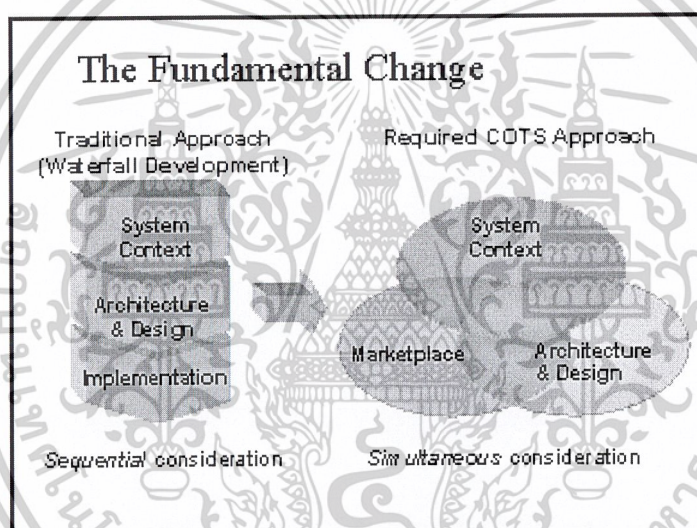 The Fundamental Change
Traditional Approach
(Waterfall Development)
System
Context
Architecture
& Design
Implementation
Sequential consideration
Required COTS Approach
System
Context
Marketplace
Architecture
& Design
Simultaneous consideration